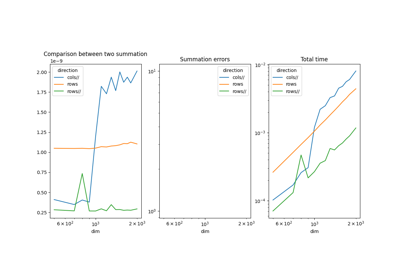 Comparison between two summation
1e−9
direction
cols//
rows
rows//
2.00
1.75
1.50
1.25
1.00
0.75
0.50
0.25
6 × 10² 10³ 2 × 10³
dim
Summation errors
direction
cols//
rows
rows//
10¹
10⁰
6 × 10² 10³ 2 × 10³
dim
Total time
direction
cols//
rows
rows//
10⁻²
10⁻³
10⁻⁴
6 × 10² 10³ 2 × 10³
dim